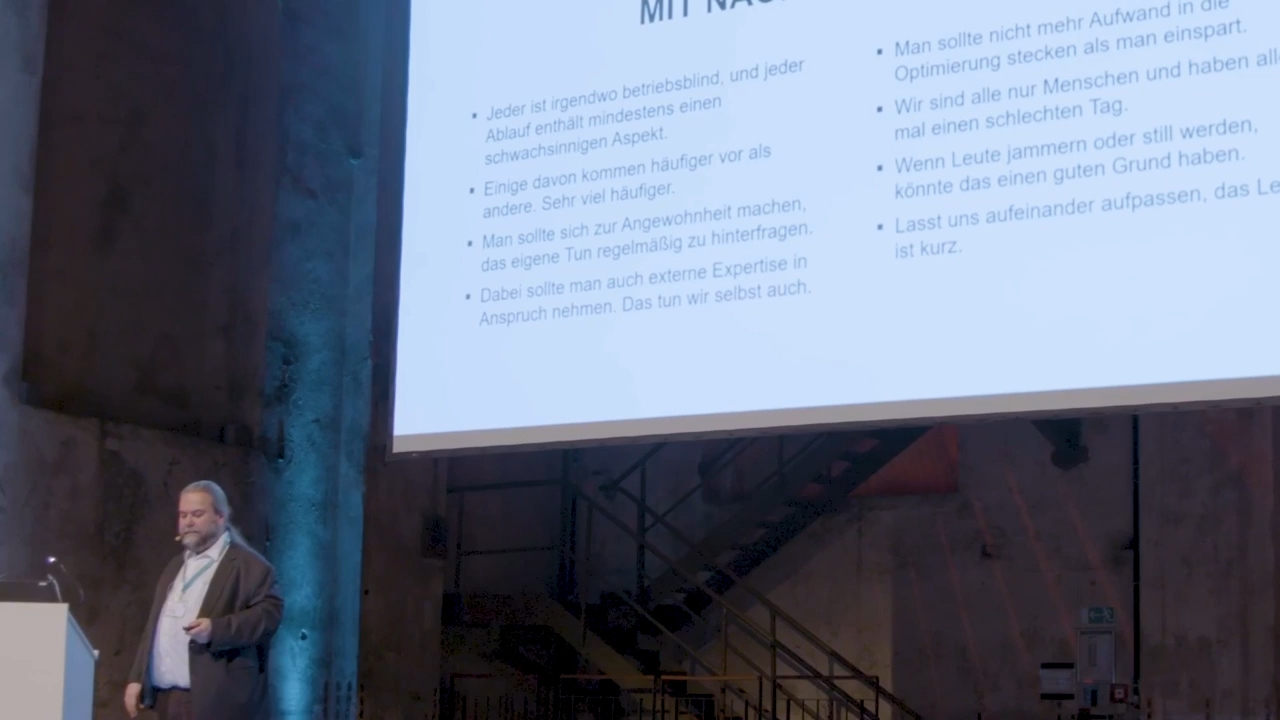 MIT
Jeder ist irgendwo betriebsblind, und jeder
Ablauf enthält mindestens einen
schwachsinnigen Aspekt.
Einige davon kommen häufiger vor als
andere. Sehr viel häufiger.
Man sollte sich zur Angewohnheit machen,
das eigene Tun regelmäßig zu hinterfragen.
Dabei sollte man auch externe Expertise in
Anspruch nehmen. Das tun wir selbst auch.
Man sollte nicht mehr Aufwand in die
Optimierung stecken als man einspart.
Wir sind alle nur Menschen und haben
mal einen schlechten Tag.
Wenn Leute jammern oder still werden,
könnte das einen guten Grund haben.
Lasst uns aufeinander aufpassen, das
ist kurz.